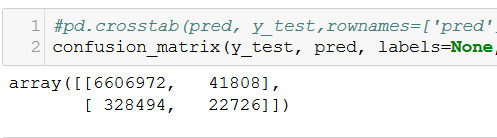 1 #pd.crosstab(pred, y_test,rownames=['pred'
2 confusion_matrix(y_test, pred, labels=None,
array([[6606972,   41808],
       [ 328494,   22726]])